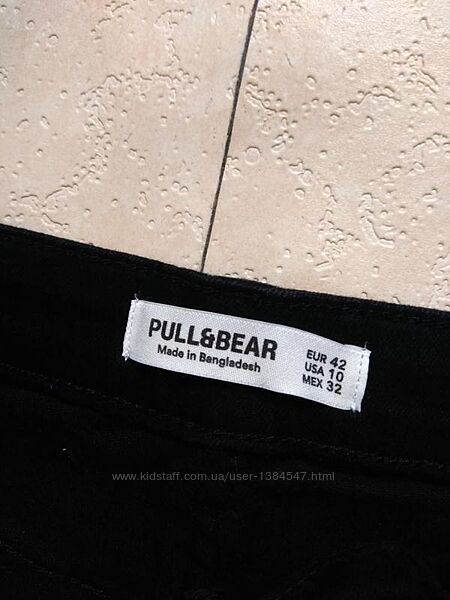 PULL&BEAR
Made in Bangladesh
EUR 42
USA 10
MEX 32
www.kidstaff.com.ua/user-1384547.html